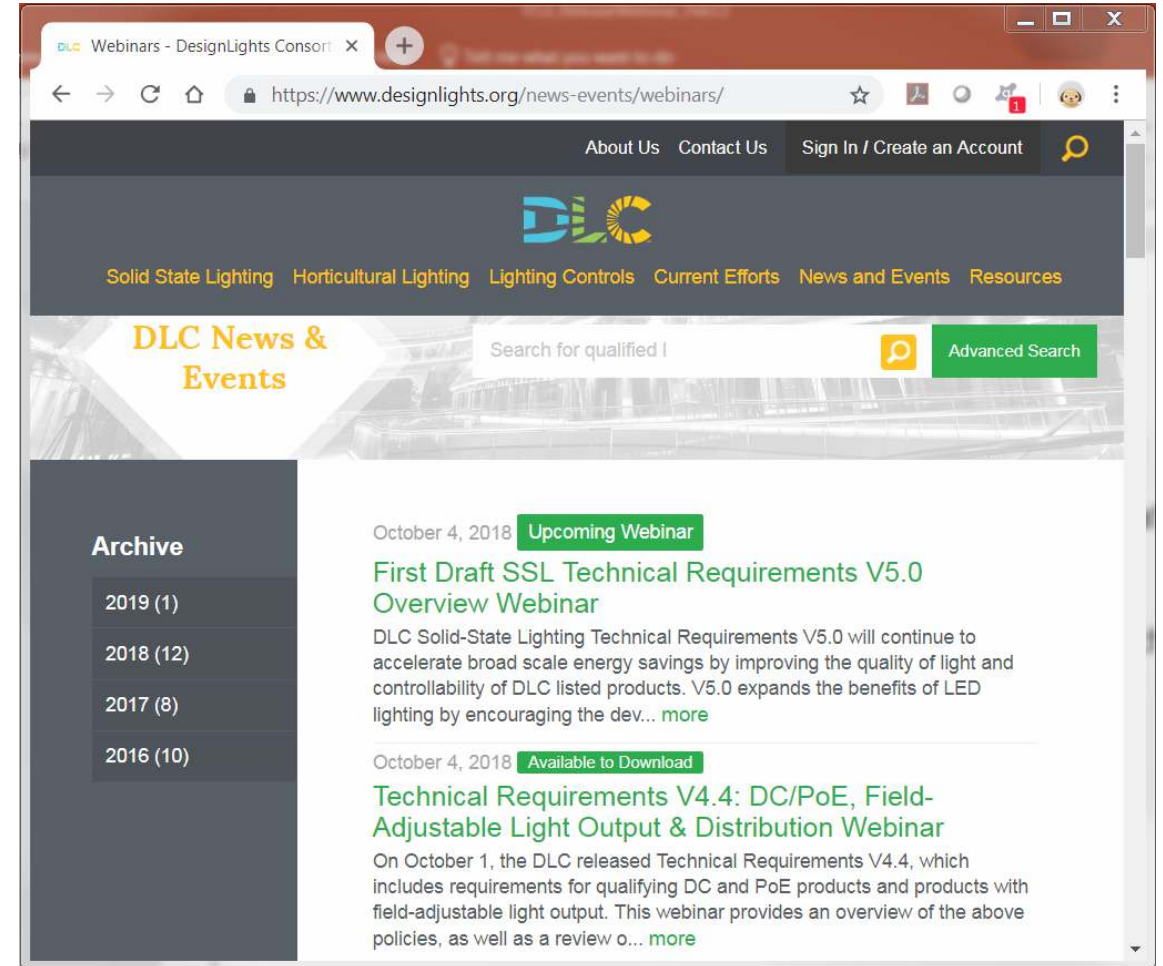 DLC Webinars - DesignLights Consort
https://www.designlights.org/news-events/webinars/
1
About Us Contact Us Sign In / Create an Account
DLC
Solid State Lighting Horticultural Lighting Lighting Controls Current Efforts News and Events Resources
DLC News &
Events
Search for qualified l
Advanced Search
Archive
2019 (1)
2018 (12)
2017 (8)
2016 (10)
October 4, 2018 Upcoming Webinar
First Draft SSL Technical Requirements V5.0
Overview Webinar
DLC Solid-State Lighting Technical Requirements V5.0 will continue to
accelerate broad scale energy savings by improving the quality of light and
controllability of DLC listed products. V5.0 expands the benefits of LED
lighting by encouraging the dev... more
October 4, 2018 Available to Download
Technical Requirements V4.4: DC/PoE, Field-
Adjustable Light Output & Distribution Webinar
On October 1, the DLC released Technical Requirements V4.4, which
includes requirements for qualifying DC and PoE products and products with
field-adjustable light output. This webinar provides an overview of the above
policies, as well as a review o... more